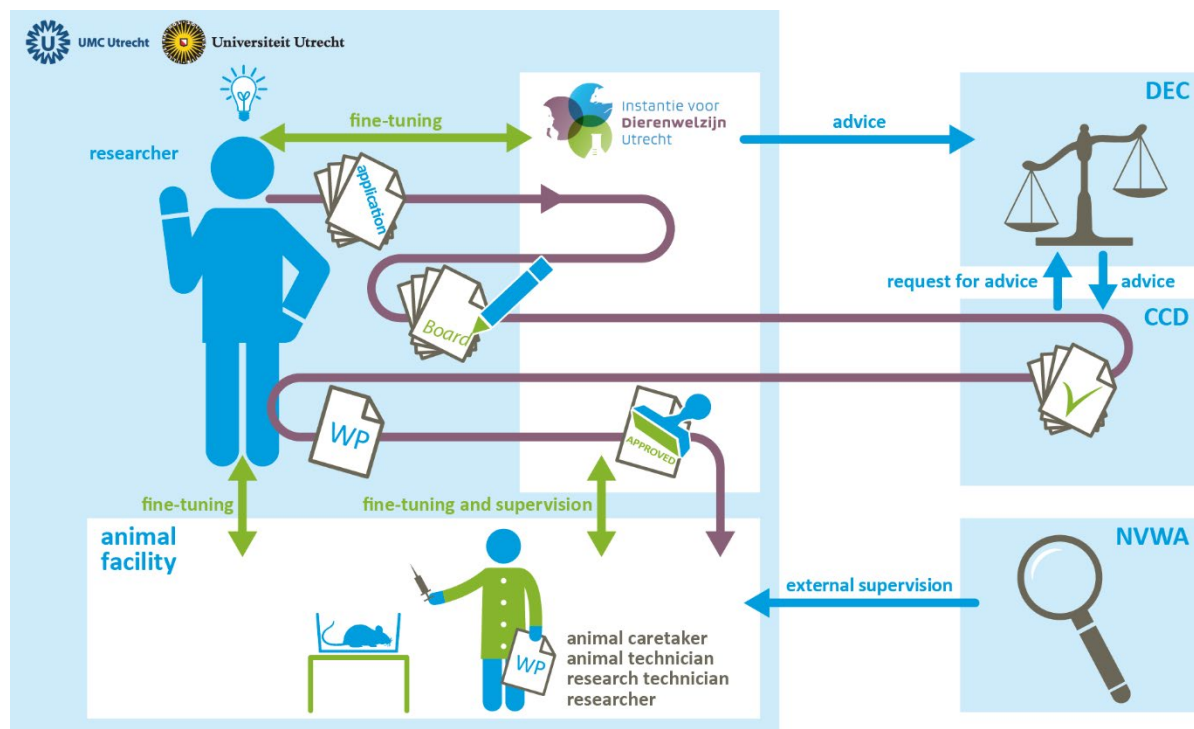 UMC Utrecht
Universiteit Utrecht
researcher
fine-tuning
Instantie voor
Dierenwelzijn
Utrecht
advice
DEC
application
request for advice
advice
CCD
Board
WP
APPROVED
fine-tuning
fine-tuning and supervision
animal
facility
NVWA
external supervision
WP
animal caretaker
animal technician
research technician
researcher